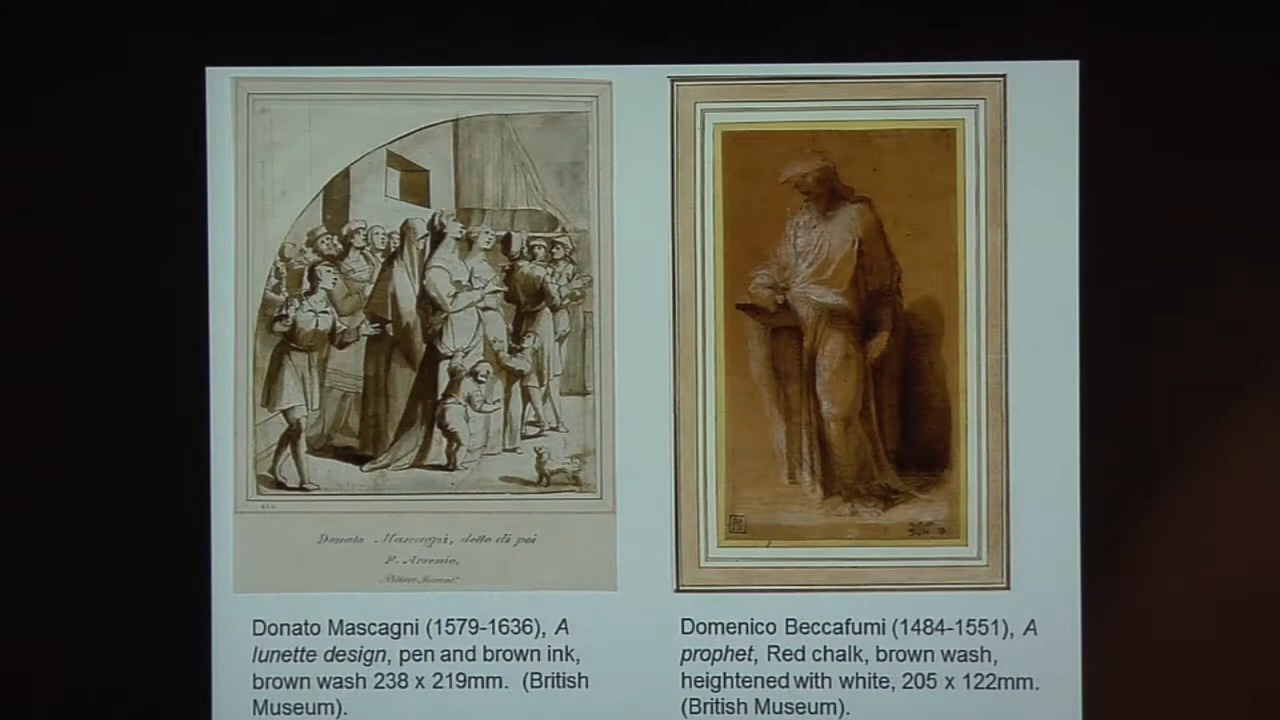 Donato Mascagni, detto di poi
F. Arsenio,
Donato Mascagni (1579-1636), A
lunette design, pen and brown ink,
brown wash 238 x 219mm. (British
Museum).
Domenico Beccafumi (1484-1551), A
prophet, Red chalk, brown wash,
heightened with white, 205 x 122mm.
(British Museum).